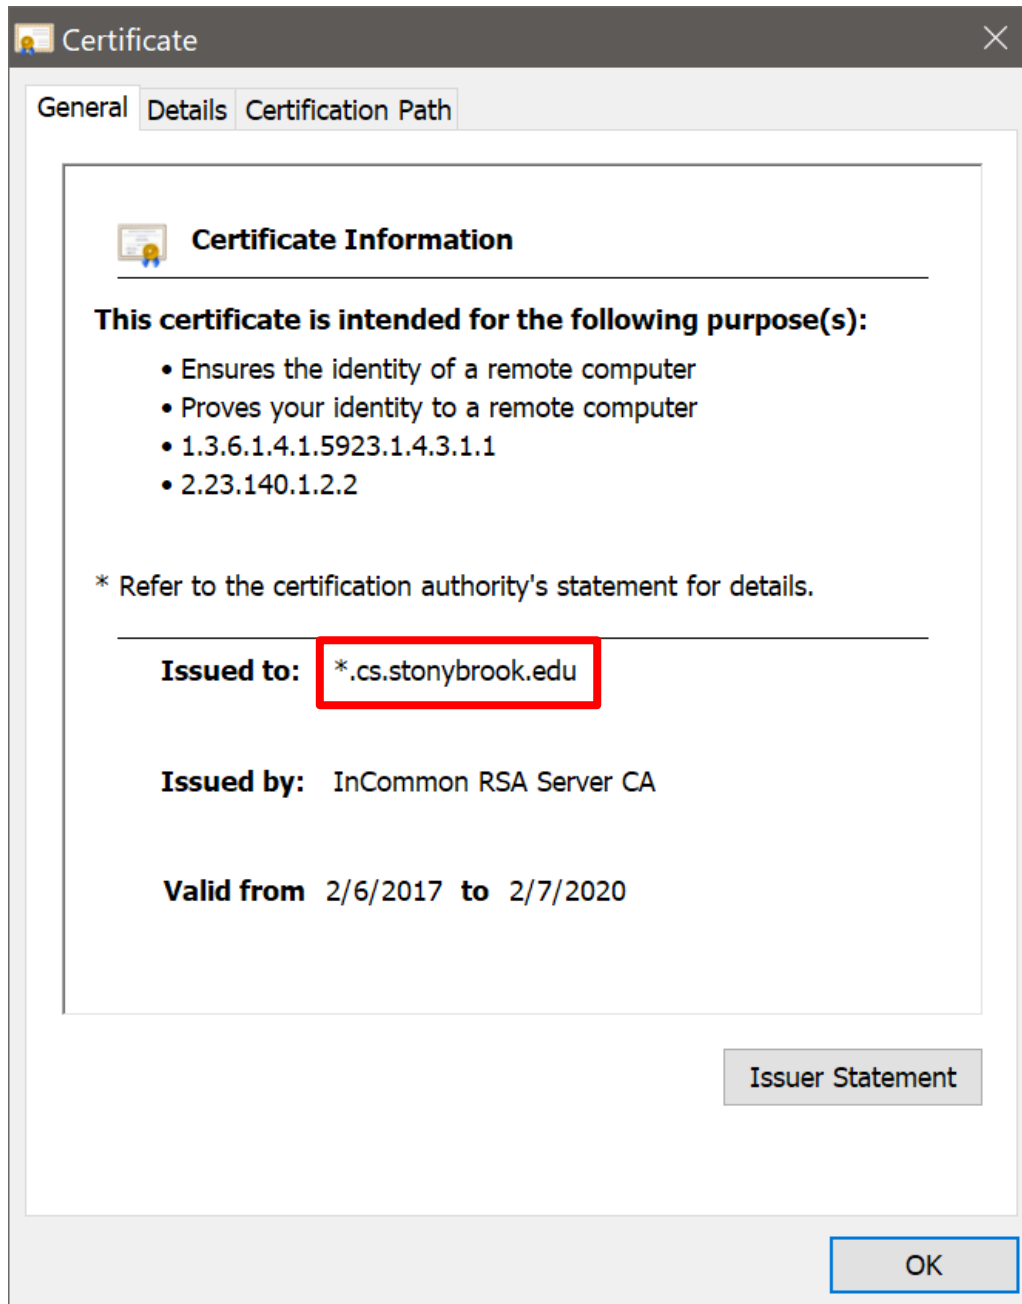 Certificate
General Details Certification Path
Certificate Information
This certificate is intended for the following purpose(s):
• Ensures the identity of a remote computer
• Proves your identity to a remote computer
• 1.3.6.1.4.1.5923.1.4.3.1.1
• 2.23.140.1.2.2
* Refer to the certification authority's statement for details.
Issued to: *.cs.stonybrook.edu
Issued by: InCommon RSA Server CA
Valid from 2/6/2017 to 2/7/2020
Issuer Statement
OK